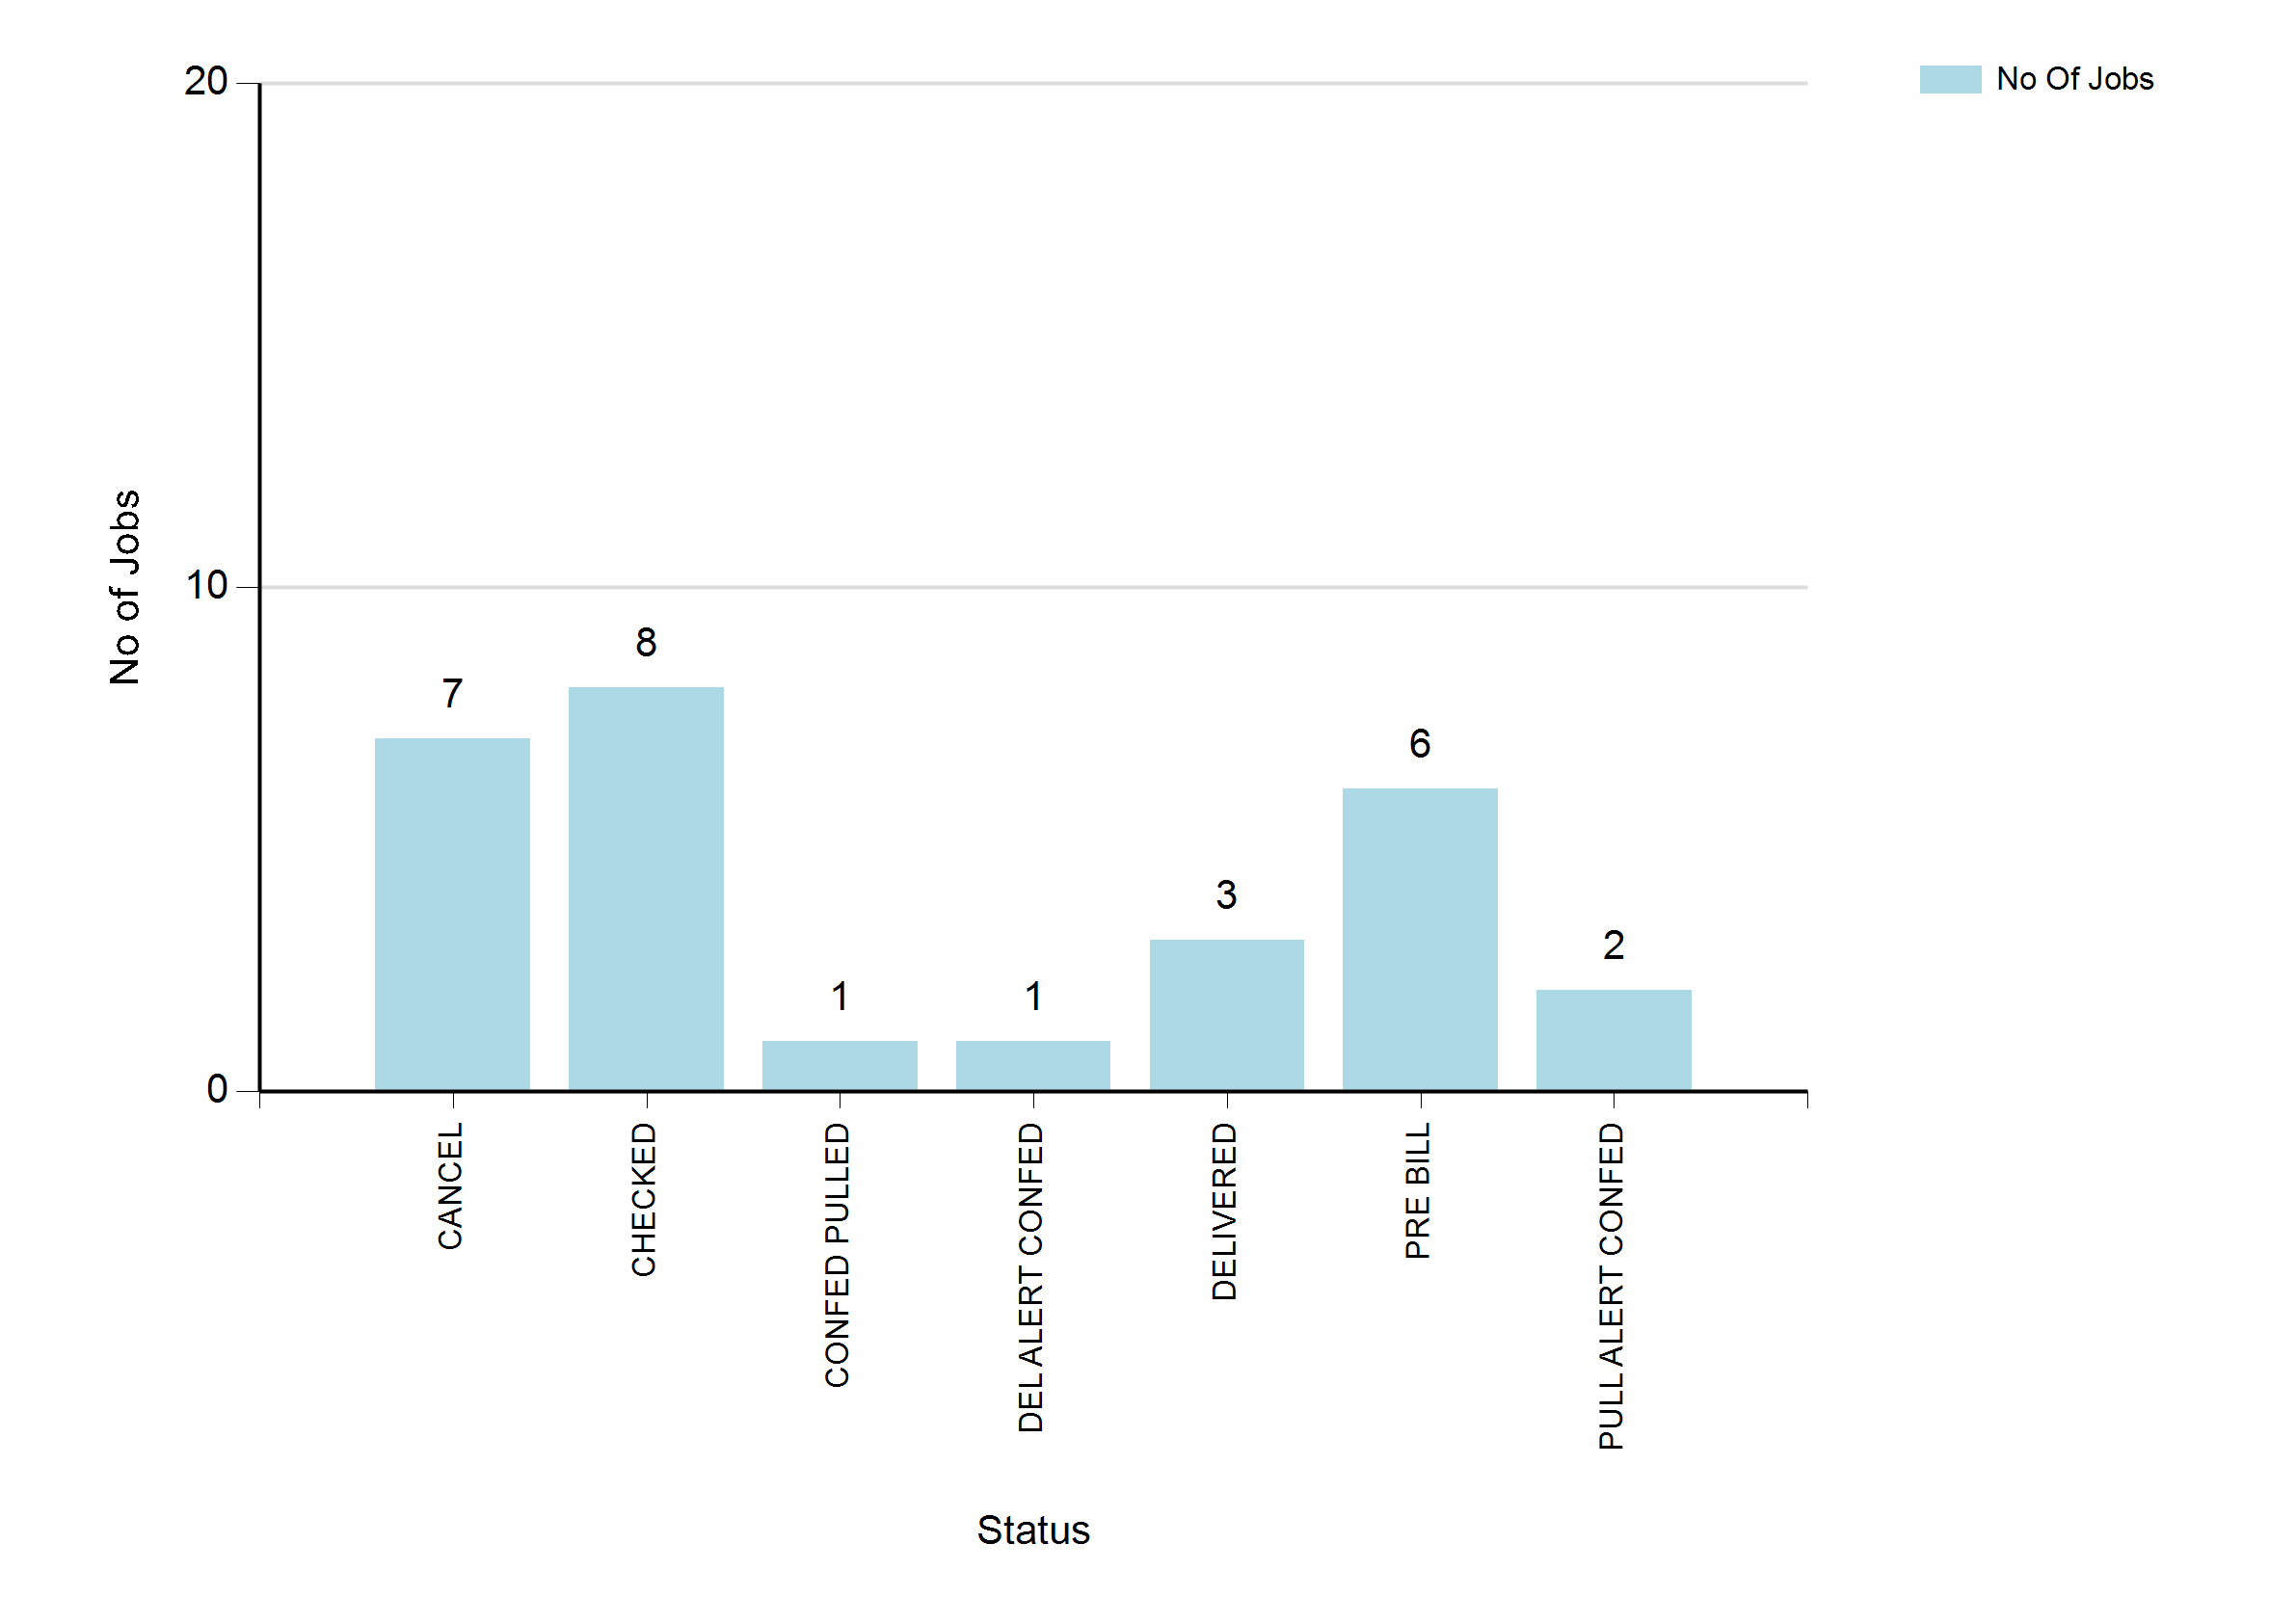 No Of Jobs
20
10
0
No of Jobs
7
8
1
1
3
6
2
CANCEL
CHECKED
CONFED PULLED
DEL ALERT CONFED
DELIVERED
PRE BILL
PULL ALERT CONFED
Status